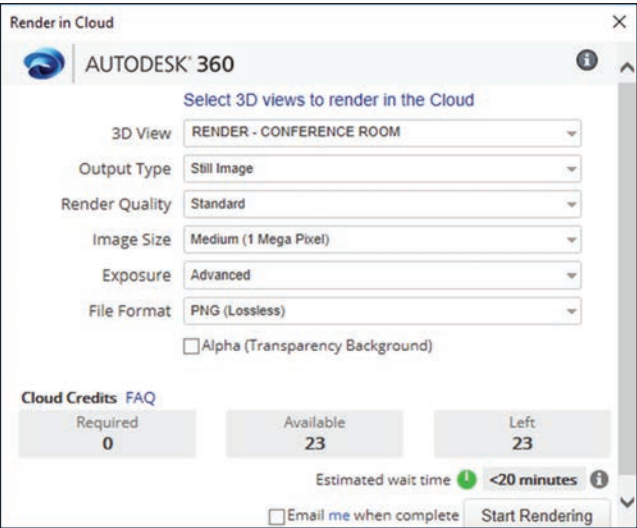 Render in Cloud
AUTODESK® 360
Select 3D views to render in the Cloud
3D View RENDER - CONFERENCE ROOM
Output Type Still Image
Render Quality Standard
Image Size Medium (1 Mega Pixel)
Exposure Advanced
File Format PNG (Lossless)
Alpha (Transparency Background)
Cloud Credits FAQ
Required Available Left
0 23 23
Estimated wait time <20 minutes
Email me when complete Start Rendering